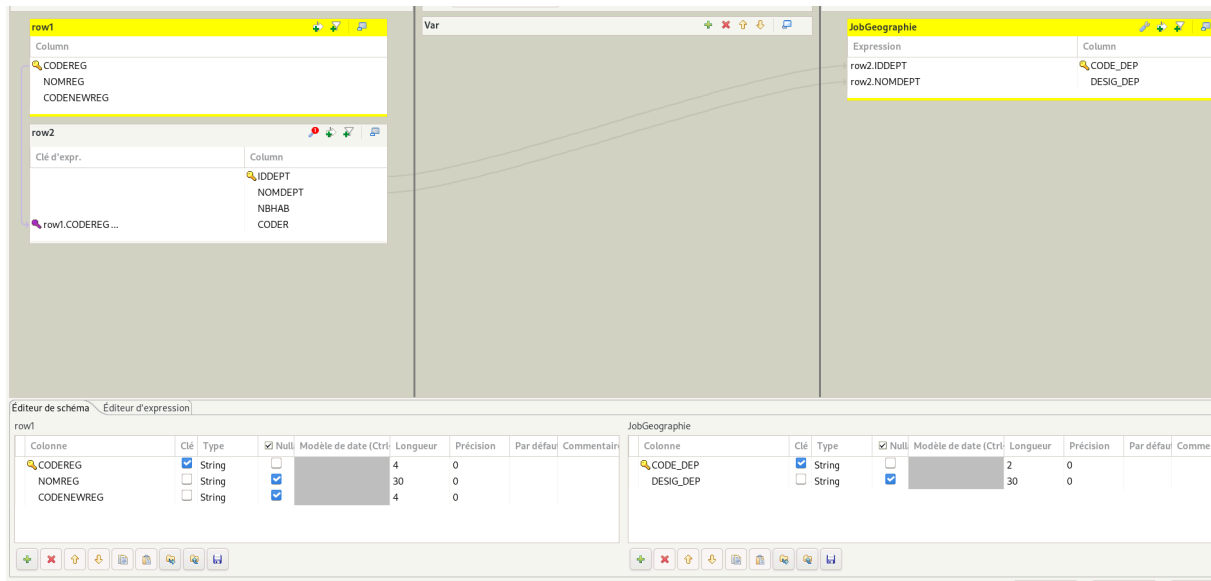 row1
Column
CODEREG
NOMREG
CODENEWREG
row2
Clé d'expr.
Column
IDDEPT
NOMDEPT
NBHAB
row1.CODEREG ...
CODER
Var
JobGeographie
Expression
Column
row2.IDDEPT
CODE_DEP
row2.NOMDEPT
DESIG_DEP
Éditeur de schéma
Éditeur d'expression
row1
Colonne
Clé
Type
Null
Modèle de date (Ctrl-
Longueur
Précision
Par défau
Commentair
CODEREG
String
4
0
NOMREG
String
30
0
CODENEWREG
String
4
0
JobGeographie
Colonne
Clé
Type
Null
Modèle de date (Ctrl-
Longueur
Précision
Par défau
Comme
CODE_DEP
String
2
0
DESIG_DEP
String
30
0